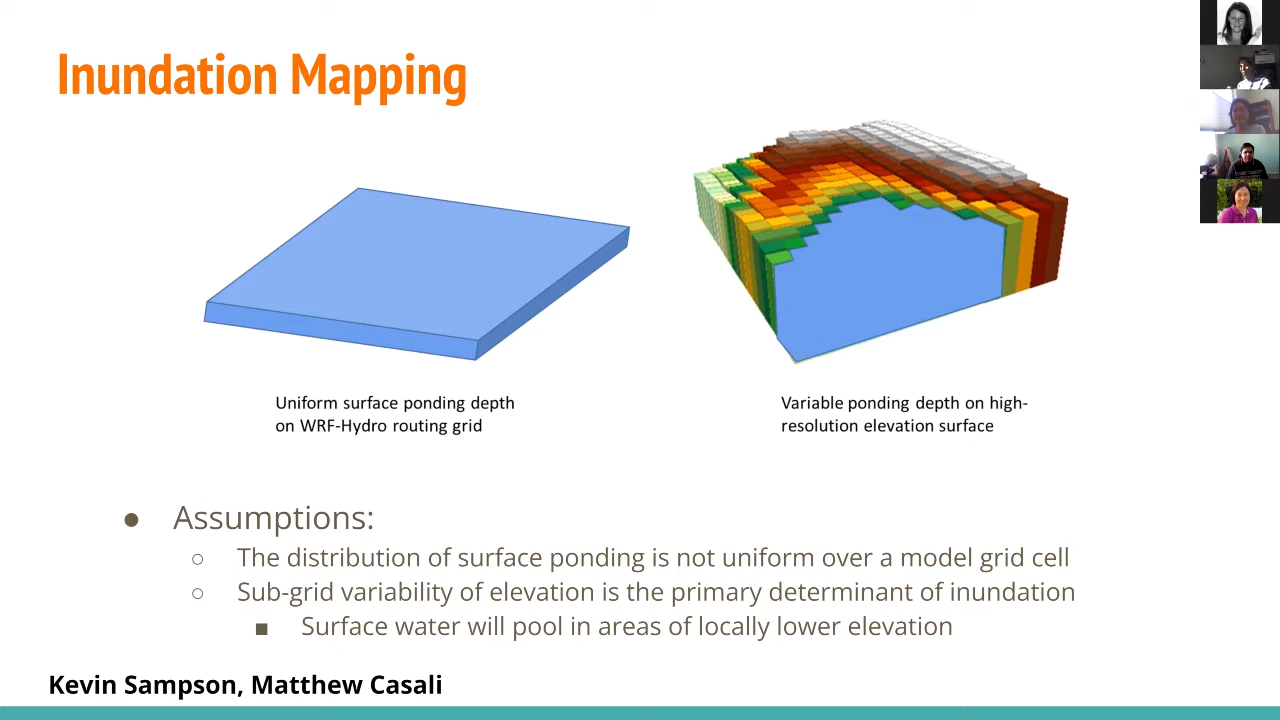 Inundation Mapping
Uniform surface ponding depth
on WRF-Hydro routing grid
Variable ponding depth on high-
resolution elevation surface
● Assumptions:
○ The distribution of surface ponding is not uniform over a model grid cell
○ Sub-grid variability of elevation is the primary determinant of inundation
■ Surface water will pool in areas of locally lower elevation
Kevin Sampson, Matthew Casali